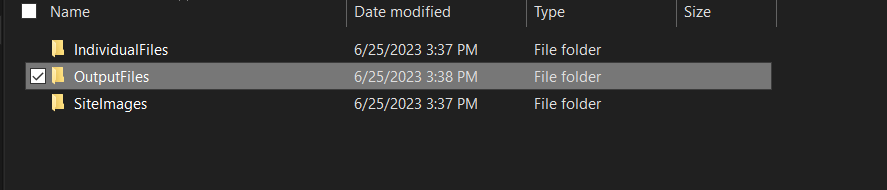 Name Date modified Type Size
IndividualFiles 6/25/2023 3:37 PM File folder
OutputFiles 6/25/2023 3:38 PM File folder
SiteImages 6/25/2023 3:37 PM File folder